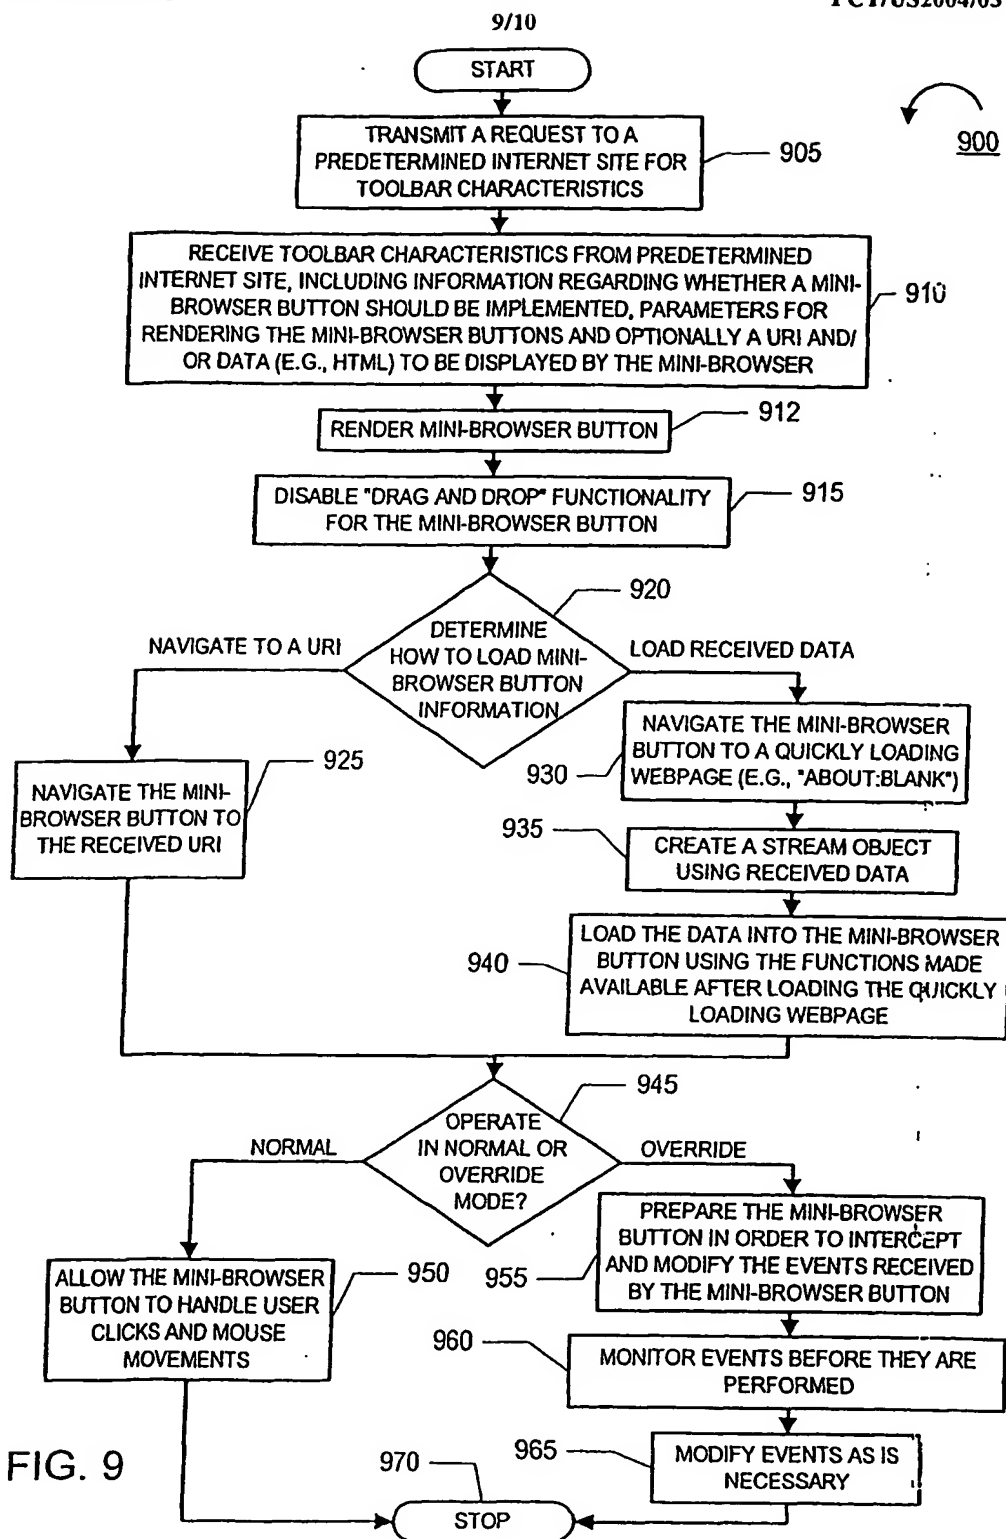 9/10
START
TRANSMIT A REQUEST TO A
PREDETERMINED INTERNET SITE FOR
TOOLBAR CHARACTERISTICS
905
900
RECEIVE TOOLBAR CHARACTERISTICS FROM PREDETERMINED
INTERNET SITE, INCLUDING INFORMATION REGARDING WHETHER A MINI-
BROWSER BUTTON SHOULD BE IMPLEMENTED, PARAMETERS FOR
RENDERING THE MINI-BROWSER BUTTONS AND OPTIONALLY A URI AND/
OR DATA (E.G., HTML) TO BE DISPLAYED BY THE MINI-BROWSER
910
RENDER MINI-BROWSER BUTTON
912
DISABLE "DRAG AND DROP" FUNCTIONALITY
FOR THE MINI-BROWSER BUTTON
915
920
DETERMINE
HOW TO LOAD MINI-
BROWSER BUTTON
INFORMATION
NAVIGATE TO A URI
LOAD RECEIVED DATA
925
NAVIGATE THE MINI-
BROWSER BUTTON TO
THE RECEIVED URI
NAVIGATE THE MINI-BROWSER
BUTTON TO A QUICKLY LOADING
WEBPAGE (E.G., "ABOUT:BLANK")
930
935
CREATE A STREAM OBJECT
USING RECEIVED DATA
LOAD THE DATA INTO THE MINI-BROWSER
BUTTON USING THE FUNCTIONS MADE
AVAILABLE AFTER LOADING THE QUICKLY
LOADING WEBPAGE
940
945
OPERATE
IN NORMAL OR
OVERRIDE
MODE?
NORMAL
OVERRIDE
ALLOW THE MINI-BROWSER
BUTTON TO HANDLE USER
CLICKS AND MOUSE
MOVEMENTS
950
PREPARE THE MINI-BROWSER
BUTTON IN ORDER TO INTERCEPT
AND MODIFY THE EVENTS RECEIVED
BY THE MINI-BROWSER BUTTON
955
960
MONITOR EVENTS BEFORE THEY ARE
PERFORMED
965
MODIFY EVENTS AS IS
NECESSARY
970
STOP
FIG. 9